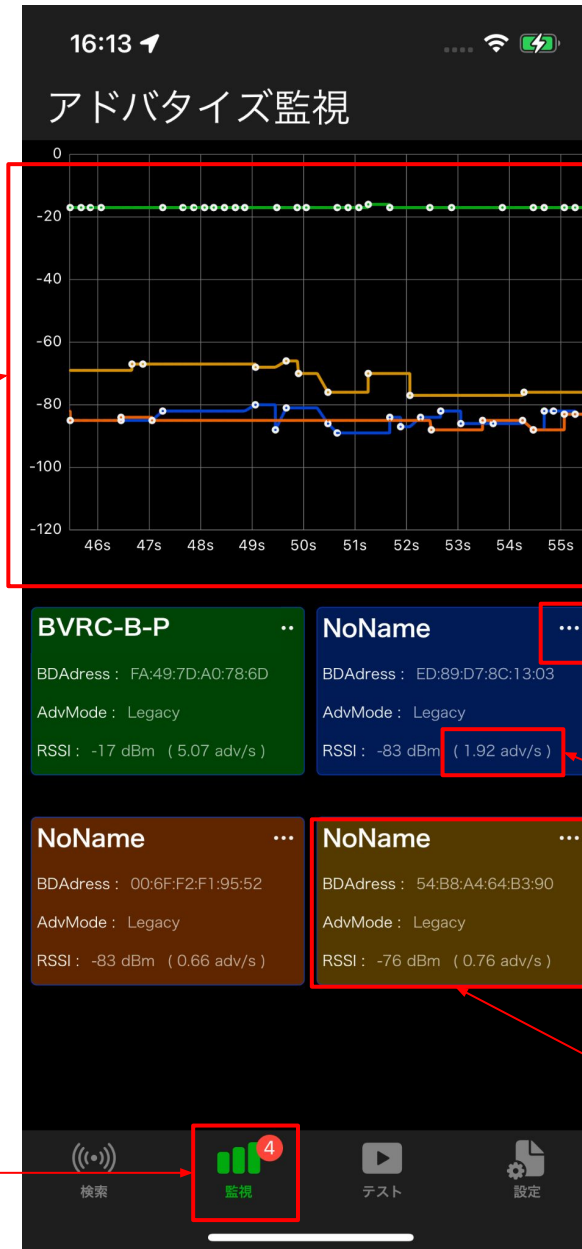 16:13
アドバタイズ監視
0
-20
-40
-60
-80
-100
-120
46s 47s 48s 49s 50s 51s 52s 53s 54s 55s
BVRC-B-P
BDAdress : FA:49:7D:A0:78:6D
AdvMode : Legacy
RSSI : -17 dBm ( 5.07 adv/s )
NoName
BDAdress : ED:89:D7:8C:13:03
AdvMode : Legacy
RSSI : -83 dBm ( 1.92 adv/s )
NoName
BDAdress : 00:6F:F2:F1:95:52
AdvMode : Legacy
RSSI : -83 dBm ( 0.66 adv/s )
NoName
BDAdress : 54:B8:A4:64:B3:90
AdvMode : Legacy
RSSI : -76 dBm ( 0.76 adv/s )
4
検索 監視 テスト 設定